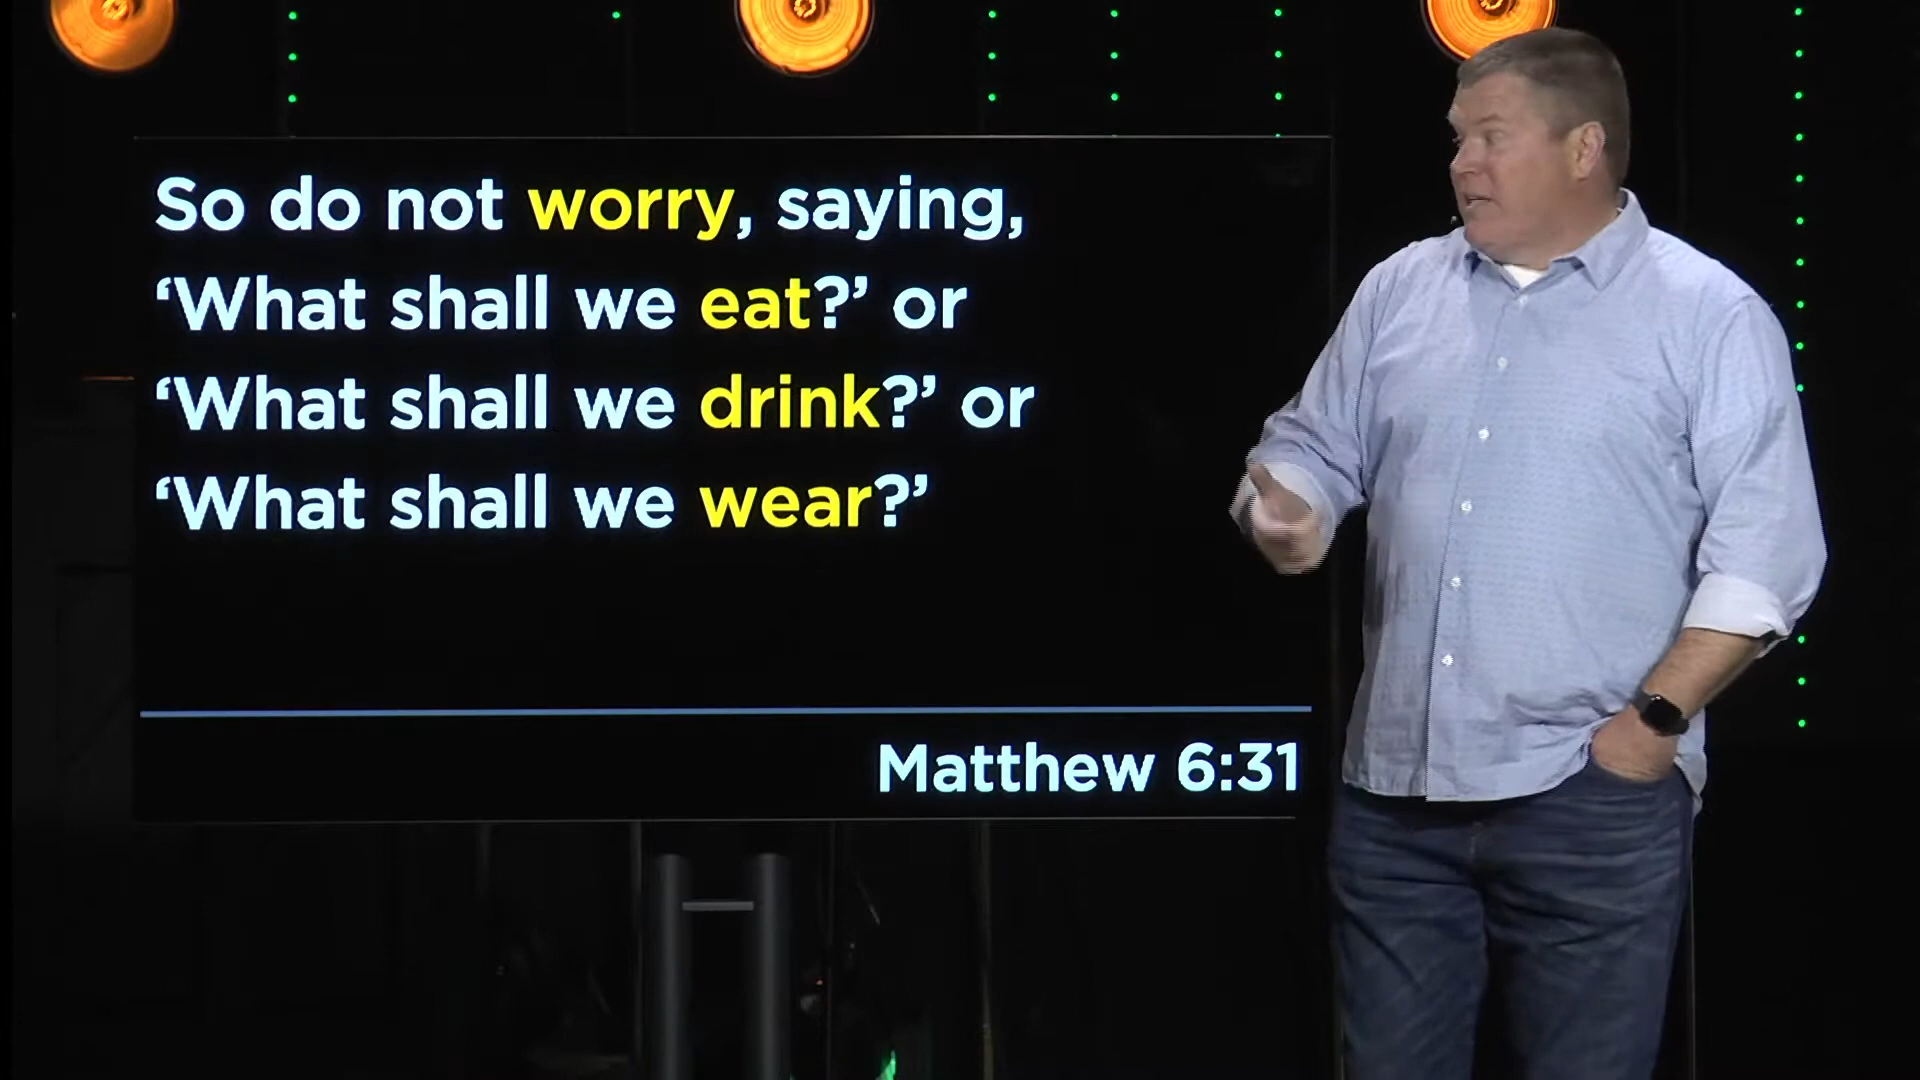 So do not worry, saying,
‘What shall we eat?’ or
‘What shall we drink?’ or
‘What shall we wear?’
Matthew 6:31